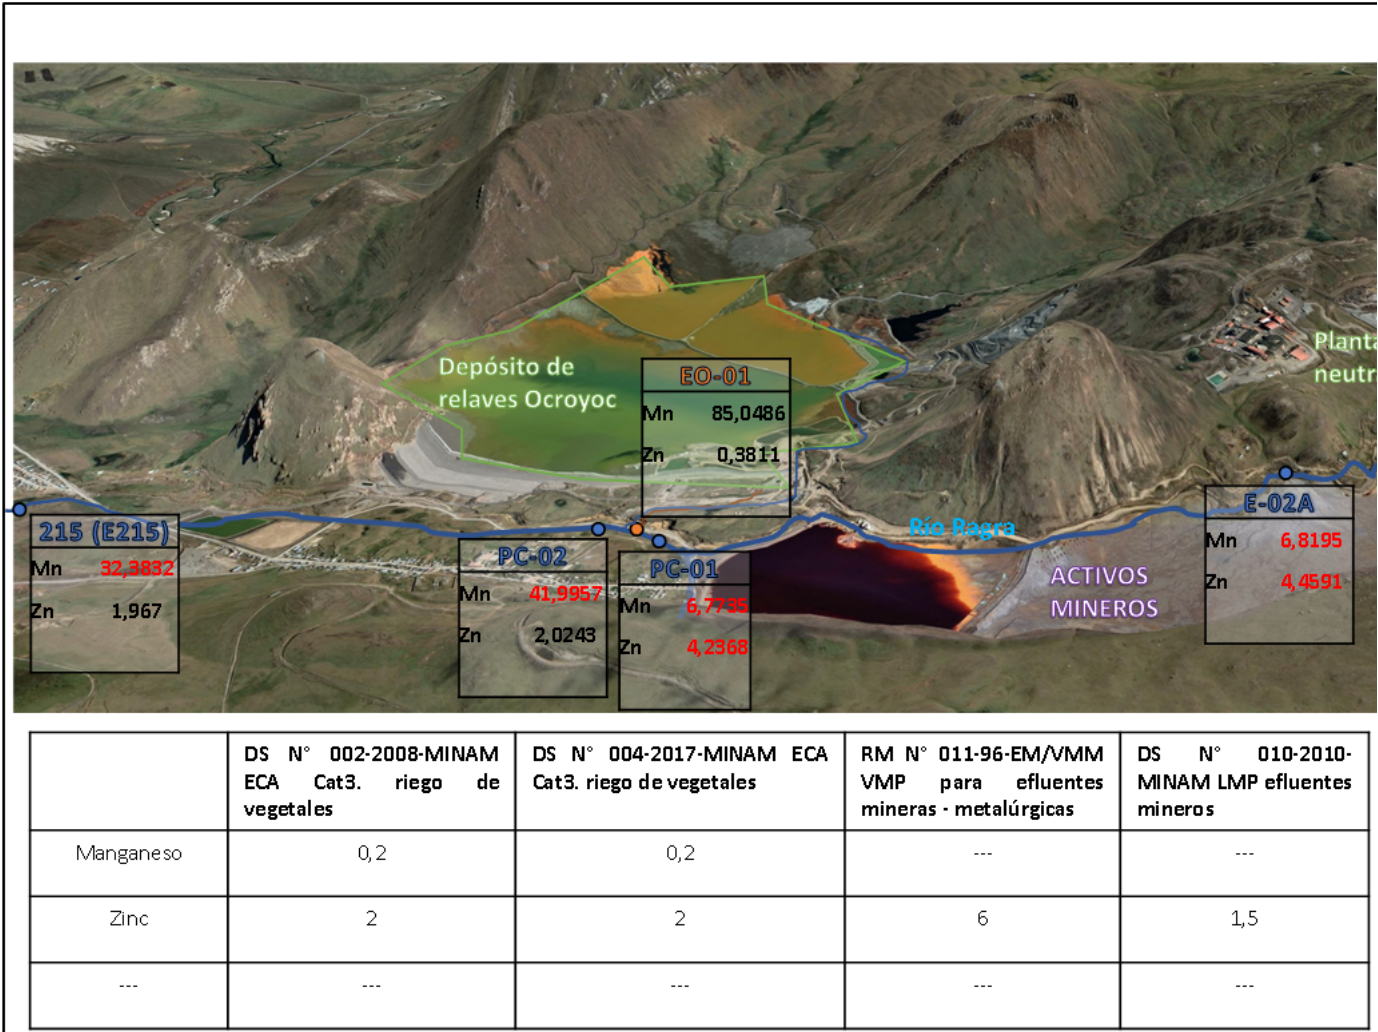 Planta
neutr
Depósito de
relaves Ocroyoc
EO-01
Mn 85,0486
Zn 0,3811
Río Ragra
ACTIVOS
MINEROS
E-02A
Mn 6,8195
Zn 4,4591
215 (E215)
Mn 32,3832
Zn 1,967
PC-02
Mn 41,9957
Zn 2,0243
PC-01
Mn 6,7735
Zn 4,2368
DS N° 002-2008-MINAM
ECA Cat3. riego de
vegetales
DS N° 004-2017-MINAM ECA
Cat3. riego de vegetales
RM N° 011-96-EM/VMM
VMP para efluentes
mineras - metalúrgicas
DS N° 010-2010-
MINAM LMP efluentes
mineros
Manganeso 0,2 0,2 --- ---
Zinc 2 2 6 1,5
--- --- --- --- ---